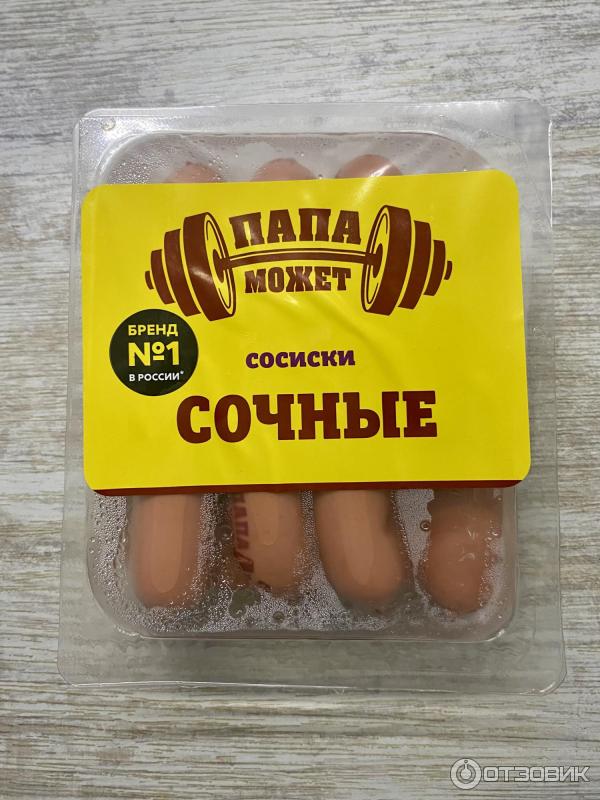 ПАПА
МОЖЕТ
БРЕНД
№1
В РОССИИ*
СОСИСКИ
СОЧНЫЕ
ОТЗОВИК